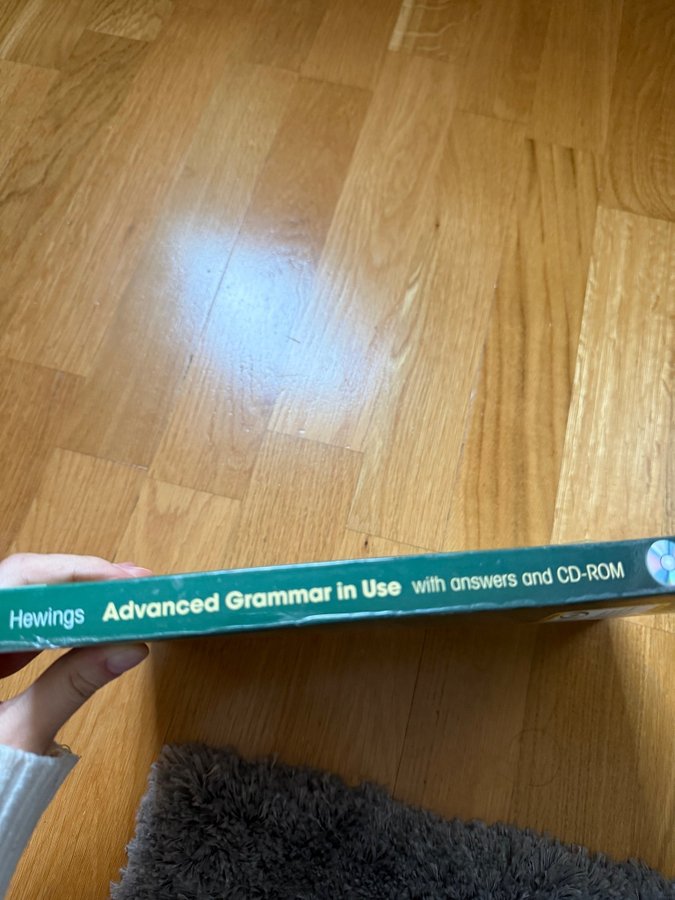 Hewings Advanced Grammar in Use with answers and CD-ROM